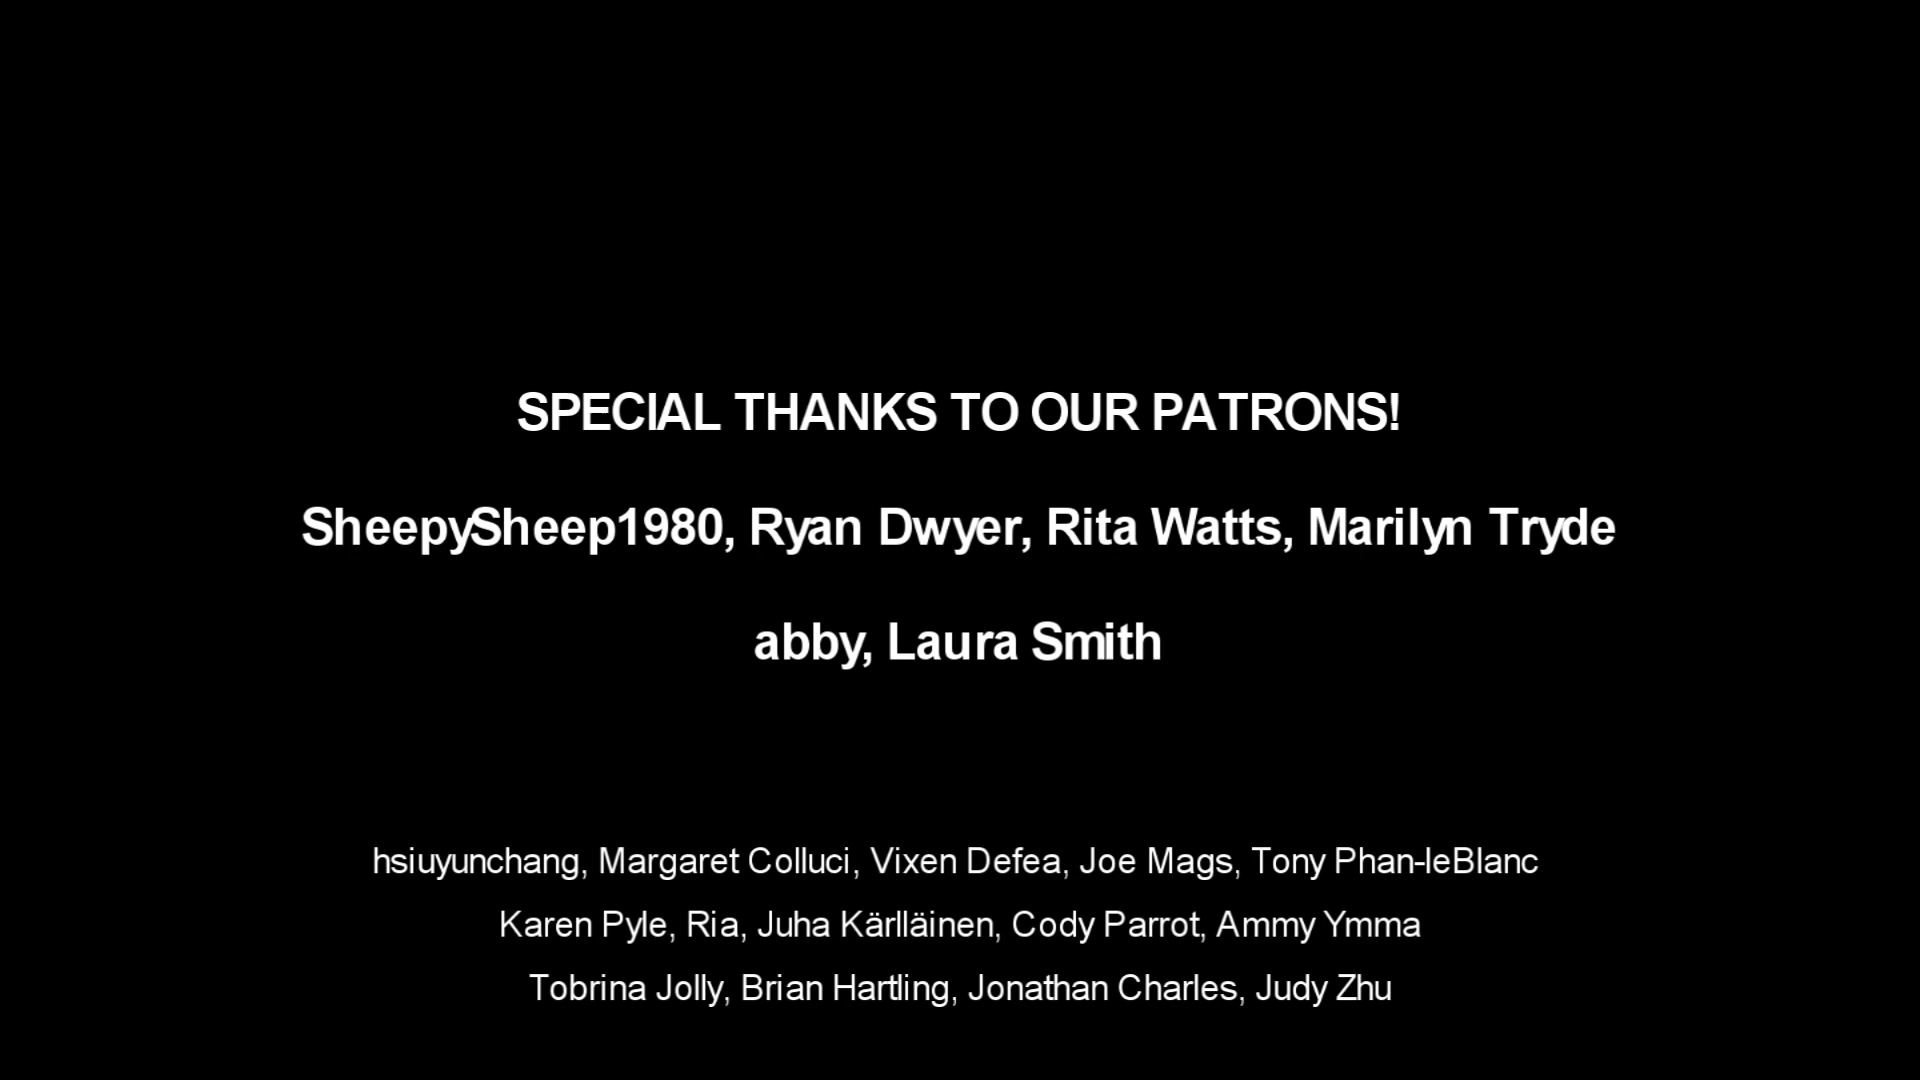 SPECIAL THANKS TO OUR PATRONS!
SheepySheep1980, Ryan Dwyer, Rita Watts, Marilyn Tryde
abby, Laura Smith
hsiuyunchang, Margaret Colluci, Vixen Defea, Joe Mags, Tony Phan-leBlanc
Karen Pyle, Ria, Juha Kärlläinen, Cody Parrot, Ammy Ymma
Tobrina Jolly, Brian Hartling, Jonathan Charles, Judy Zhu